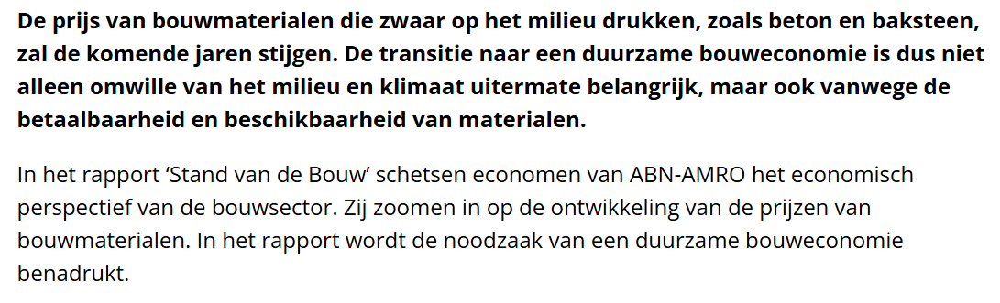 De prijs van bouwmaterialen die zwaar op het milieu drukken, zoals beton en baksteen,
zal de komende jaren stijgen. De transitie naar een duurzame bouweconomie is dus niet
alleen omwille van het milieu en klimaat uitermate belangrijk, maar ook vanwege de
betaalbaarheid en beschikbaarheid van materialen.
In het rapport ‘Stand van de Bouw’ schetsen economen van ABN-AMRO het economisch
perspectief van de bouwsector. Zij zoomen in op de ontwikkeling van de prijzen van
bouwmaterialen. In het rapport wordt de noodzaak van een duurzame bouweconomie
benadrukt.